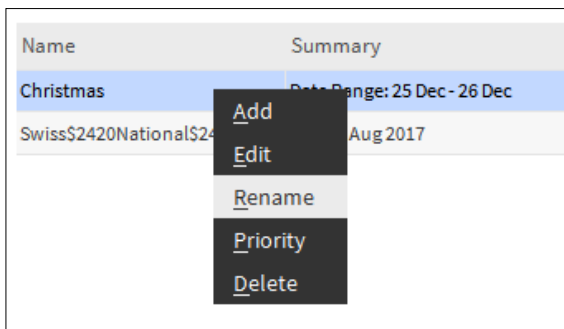 Name Summary
Christmas Date Range: 25 Dec - 26 Dec
Swiss$2420National$24 Aug 2017
Add
Edit
Rename
Priority
Delete